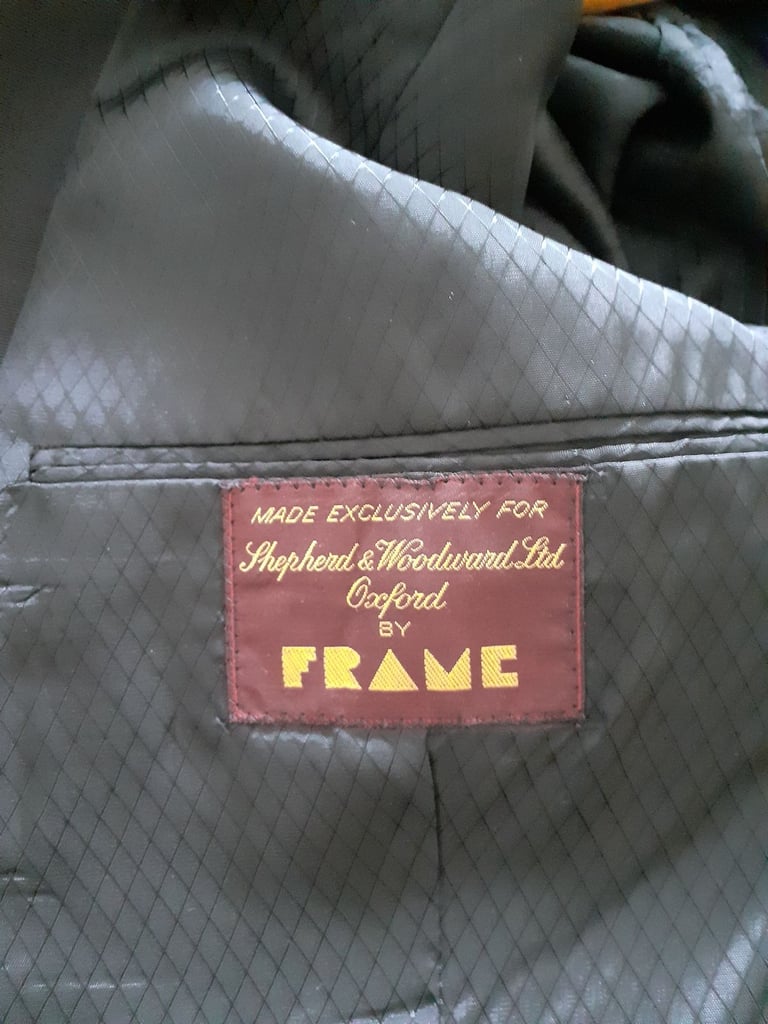 MADE EXCLUSIVELY FOR
Shepherd & Woodward Ltd
Oxford
BY
FRAME